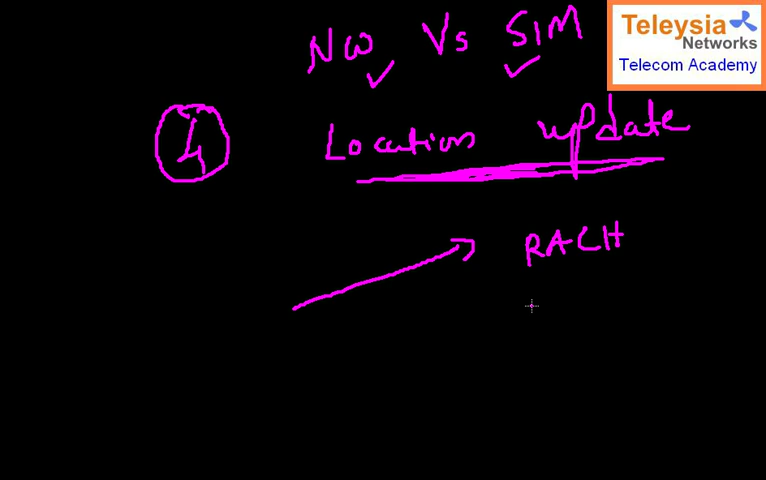 NW Vs SIM
Teleysia
Networks
Telecom Academy
4
Location update
RACH